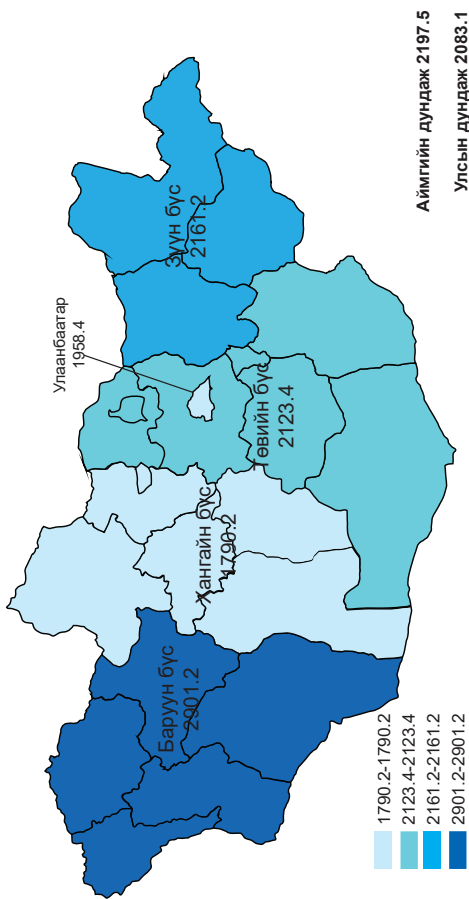 Улаанбаатар
1958.4
Баруун бүс
2901.2
Хангайн бүс
1790.2
Төвийн бүс
2123.4
Зүүн бүс
2161.2
1790.2-1790.2
2123.4-2123.4
2161.2-2161.2
2901.2-2901.2
Аймгийн дундаж 2197.5
Улсын дундаж 2083.1